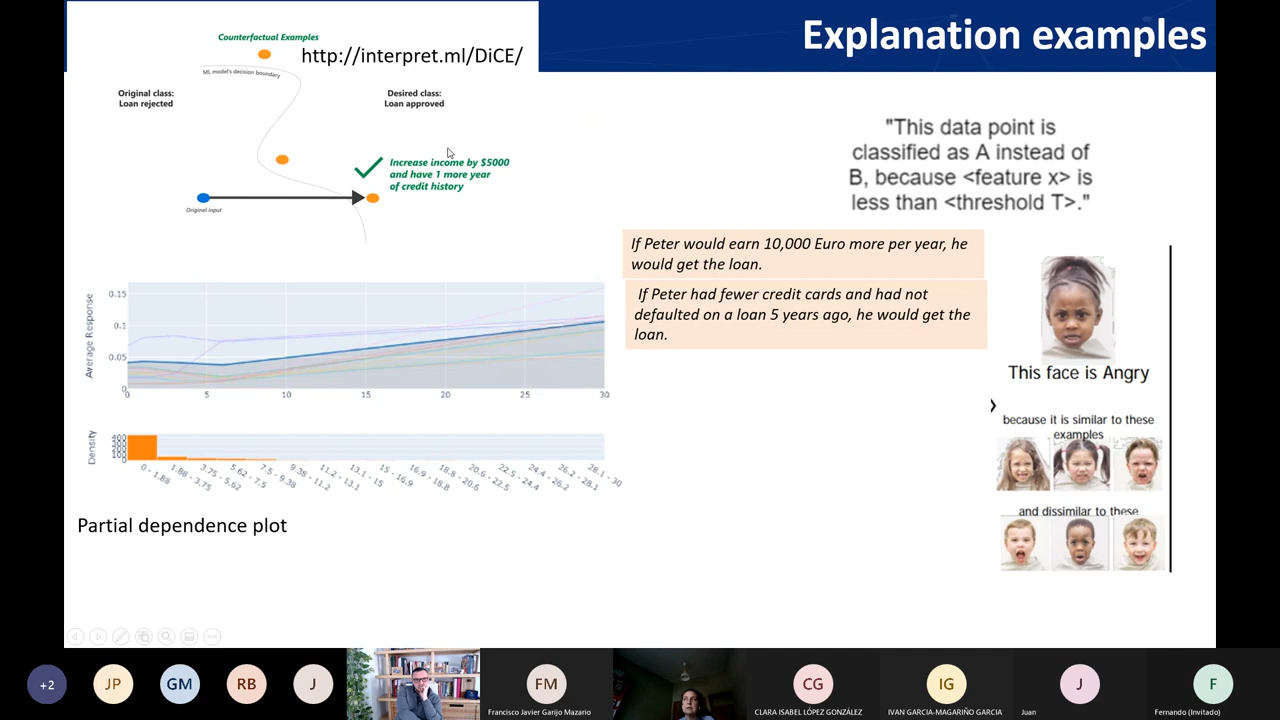 Explanation examples
Counterfactual Examples
http://interpret.ml/DiCE/
ML model's decision boundary
Original class:
Loan rejected
Desired class:
Loan approved
Increase income by $5000
and have 1 more year
of credit history
Original input
"This data point is
classified as A instead of
B, because <feature x> is
less than <threshold T>."
If Peter would earn 10,000 Euro more per year, he
would get the loan.
If Peter had fewer credit cards and had not
defaulted on a loan 5 years ago, he would get the
loan.
Average Response
0.15
0.1
0.05
0
0 5 10 15 20 25 30
Density
400
300
200
100
0
0 - 1.88
1.88 - 3.75
3.75 - 5.62
5.62 - 7.5
7.5 - 9.38
9.38 - 11.2
11.2 - 13.1
13.1 - 15
15 - 16.9
16.9 - 18.8
18.8 - 20.6
20.6 - 22.5
22.5 - 24.4
24.4 - 26.2
26.2 - 28.1
28.1 - 30
Partial dependence plot
This face is Angry
because it is similar to these
examples
and dissimilar to these
+2
JP
GM
RB
J
FM
Francisco Javier Garijo Mazario
CG
CLARA ISABEL LÓPEZ GONZÁLEZ
IG
IVAN GARCIA-MAGARIÑO GARCIA
J
Juan
F
Fernando (Invitado)